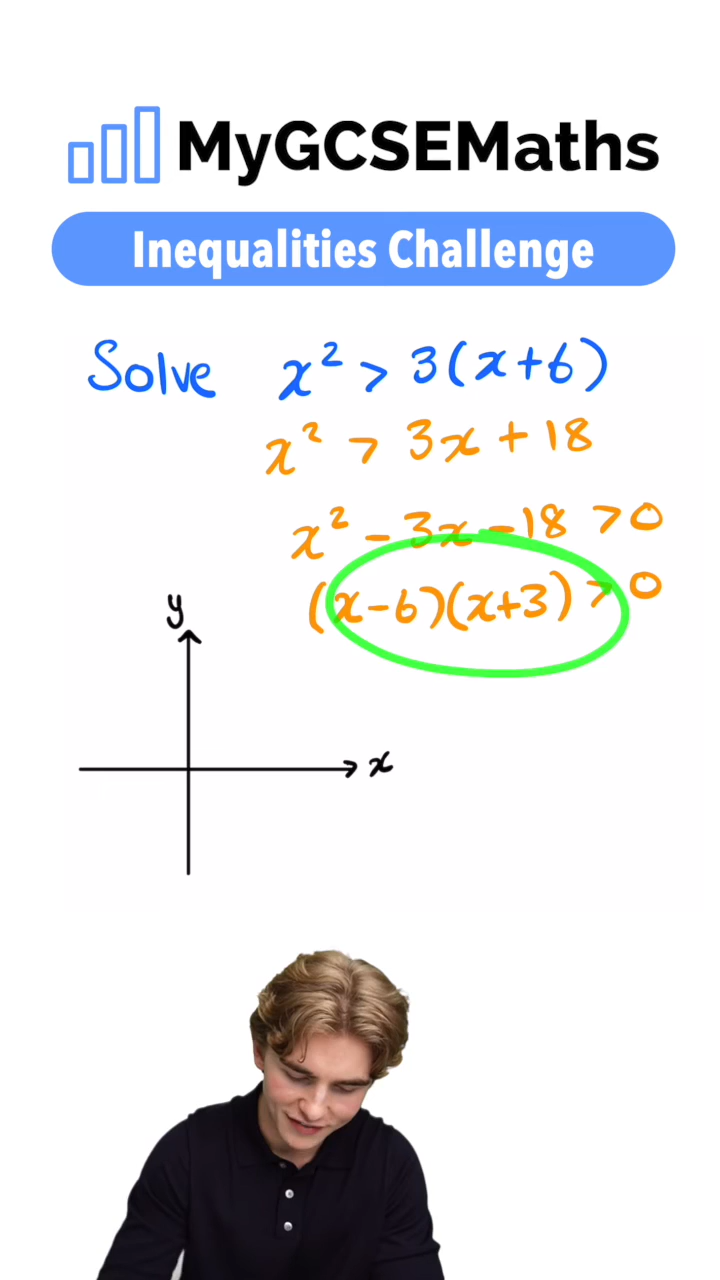 MyGCSEMaths
Inequalities Challenge
Solve x² > 3(x+6)
x² > 3x + 18
x² - 3x - 18 > 0
(x-6)(x+3) > 0
y
x